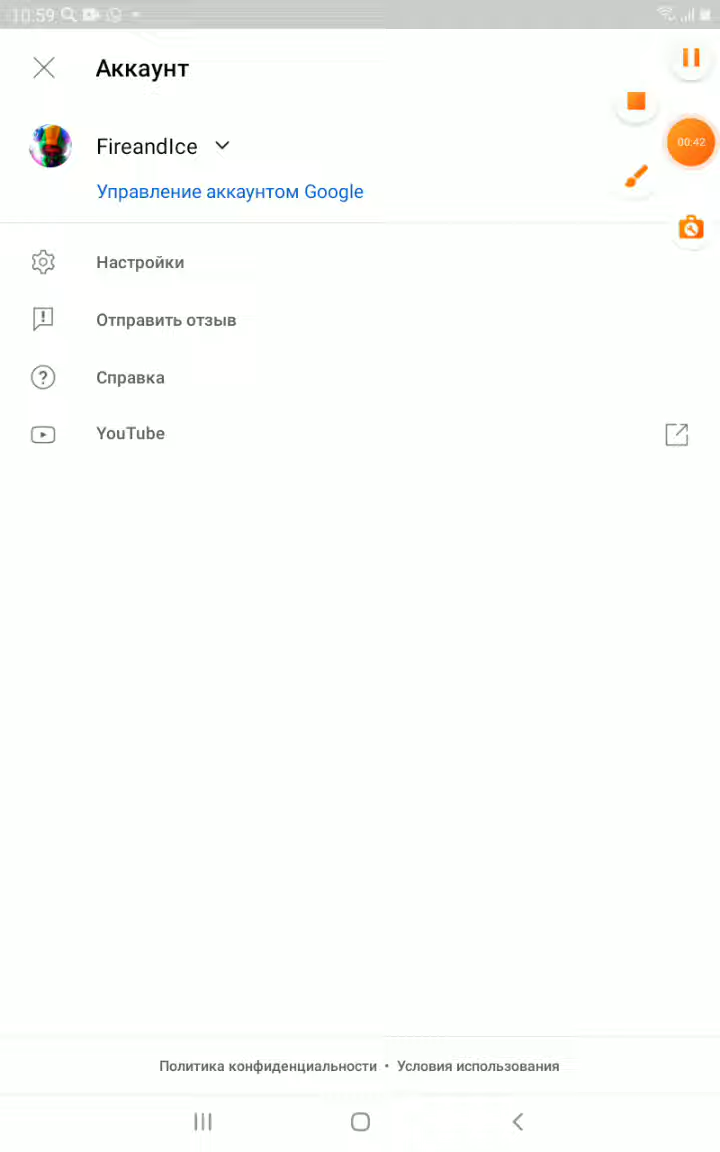 10.59
Аккаунт
00:42
FireandIce
Управление аккаунтом Google
Настройки
Отправить отзыв
Справка
YouTube
Политика конфиденциальности • Условия использования